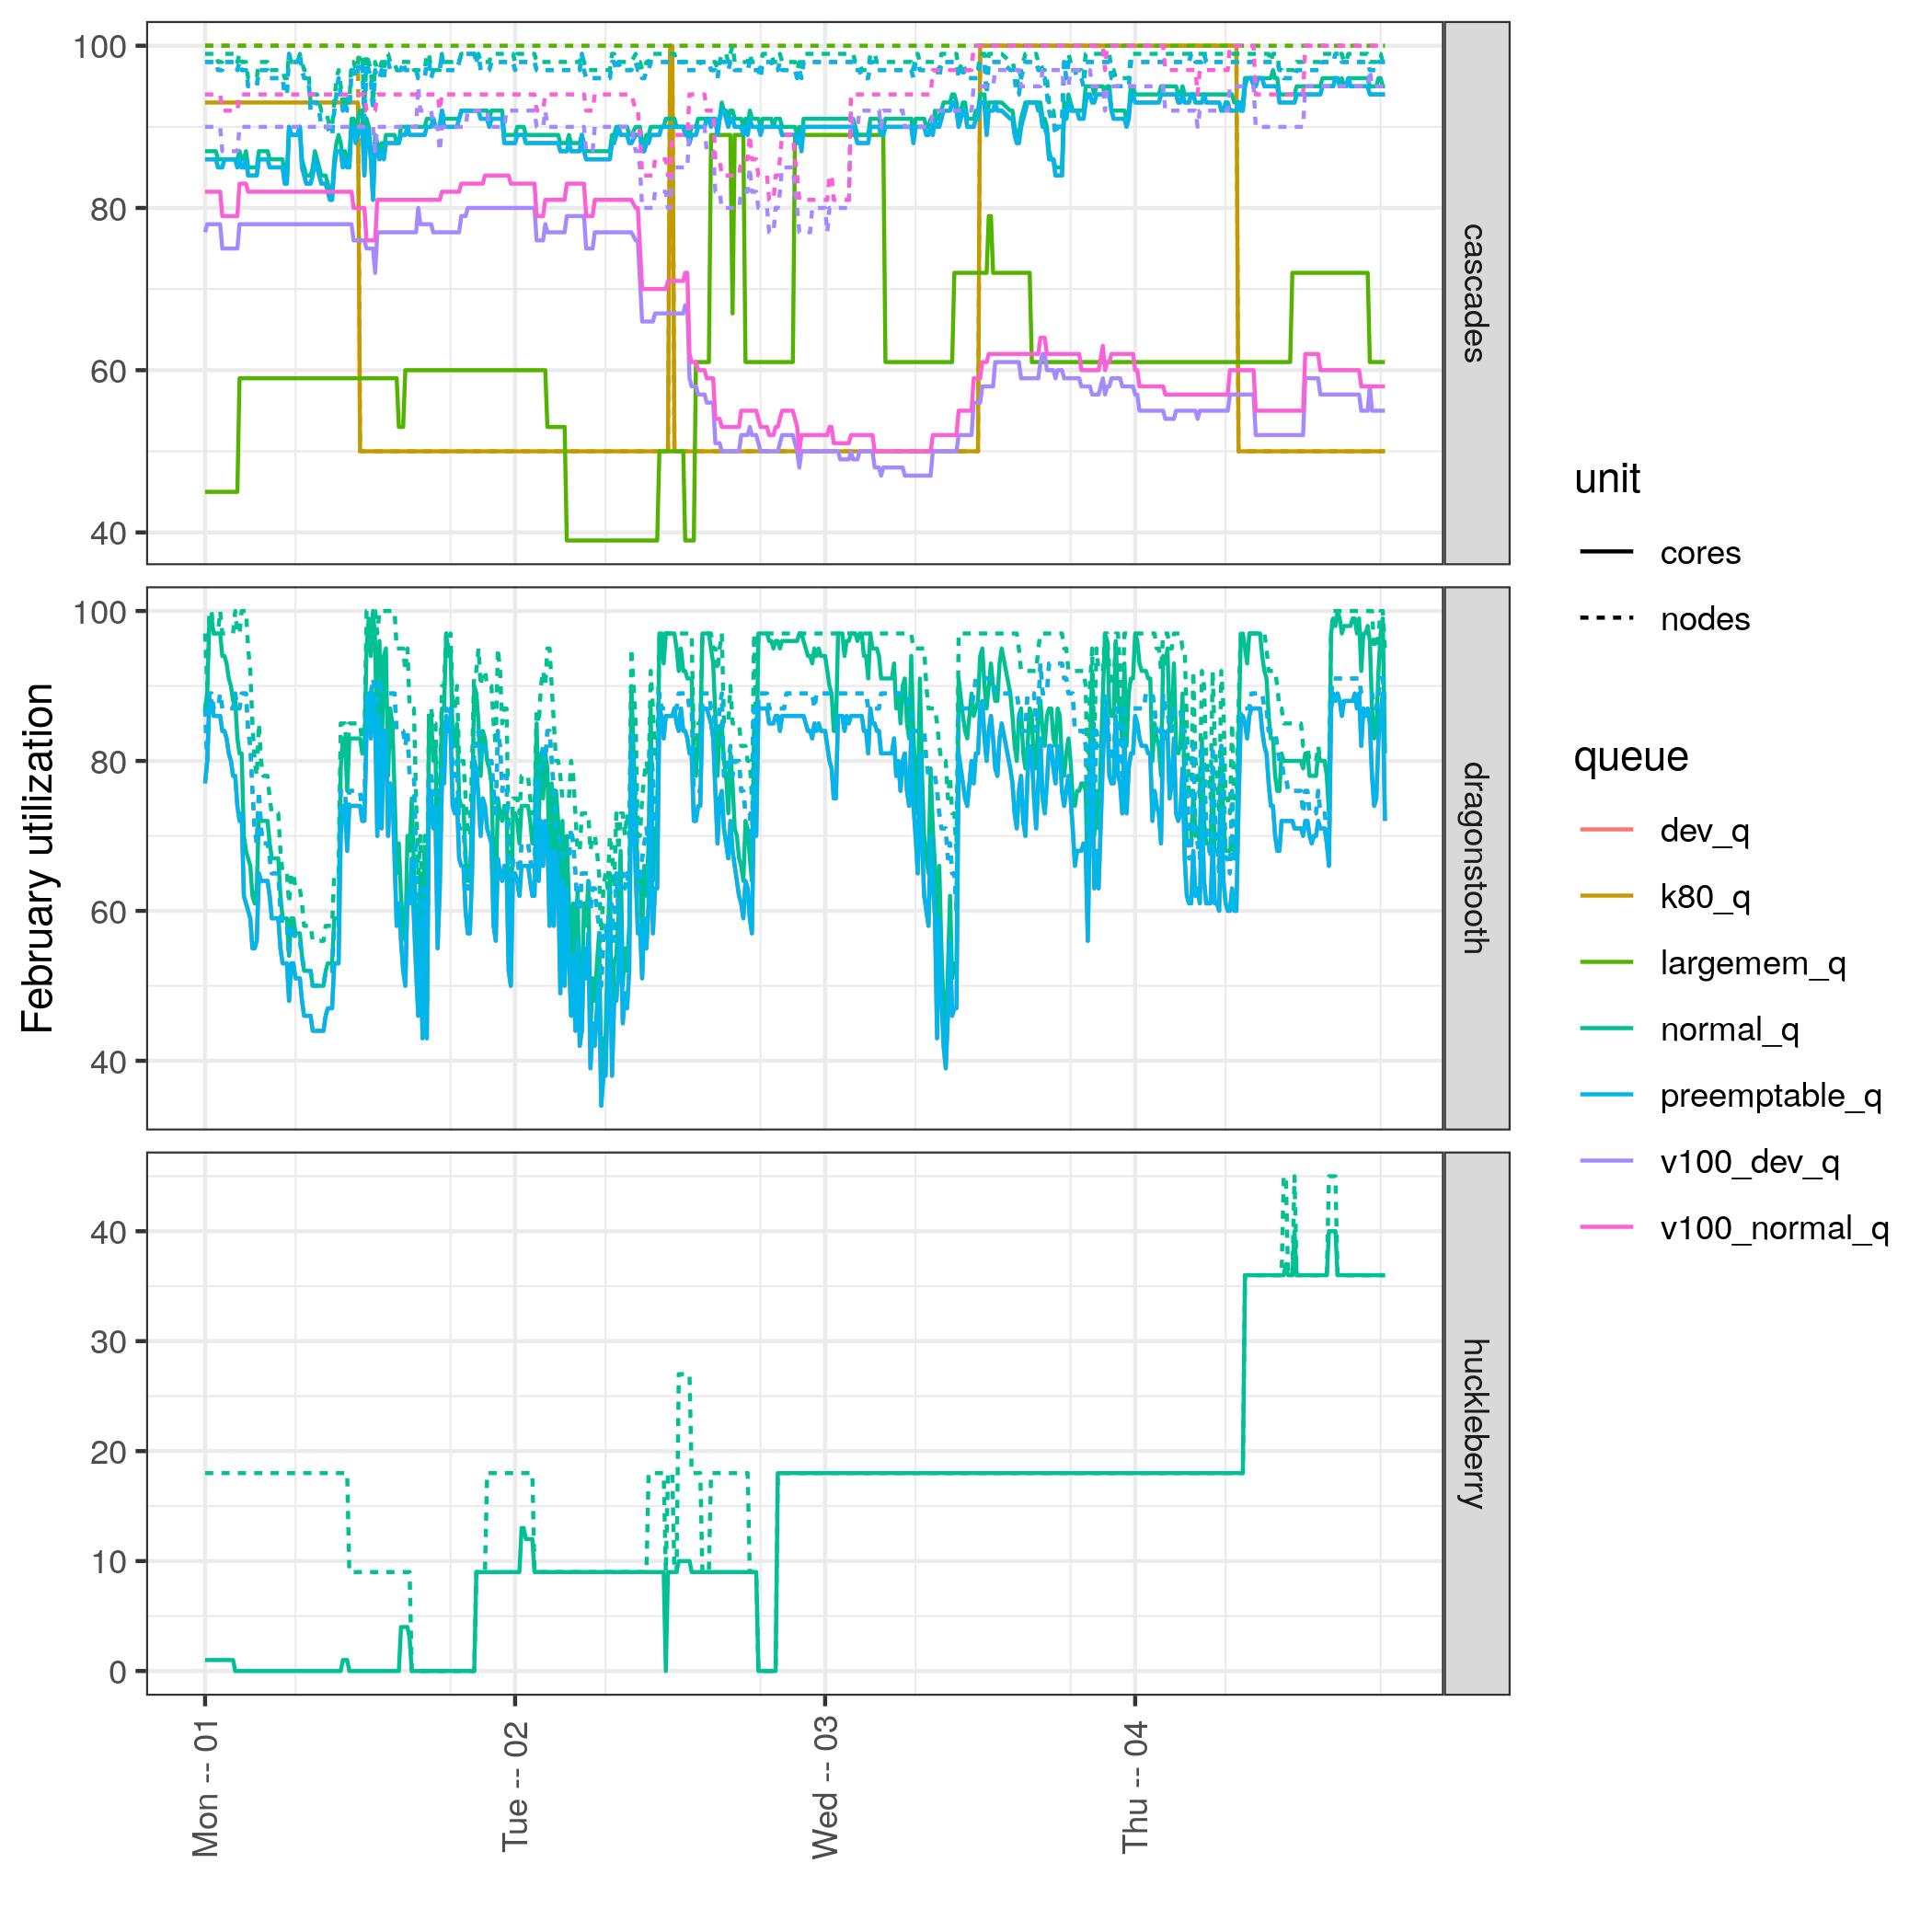 February utilization
100
80
60
40
cascades
100
80
60
40
dragonstooth
40
30
20
10
0
huckleberry
Mon -- 01
Tue -- 02
Wed -- 03
Thu -- 04
unit
cores
nodes
queue
dev_q
k80_q
largemem_q
normal_q
preemptable_q
v100_dev_q
v100_normal_q